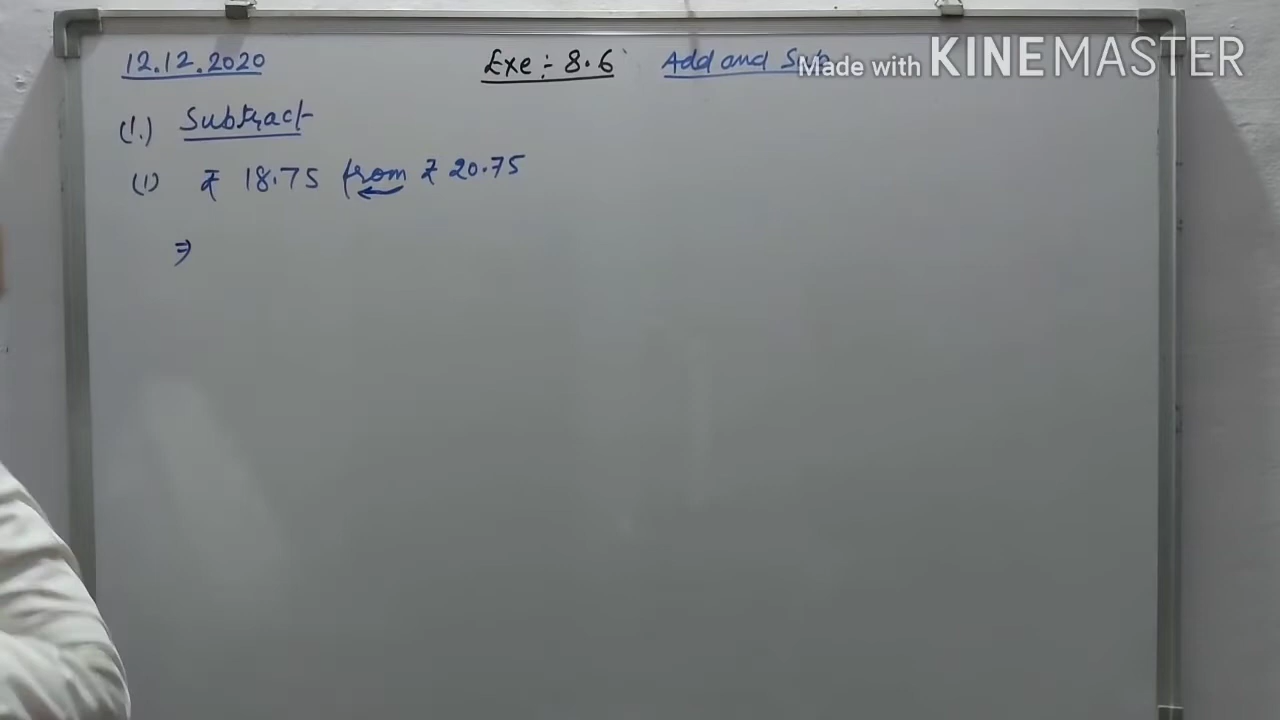 12.12.2020 Exe÷ 8.6 Add and Sub
Made with KINEMASTER
(1.) Subtract
(1) ₹ 18.75 from ₹ 20.75
⇒